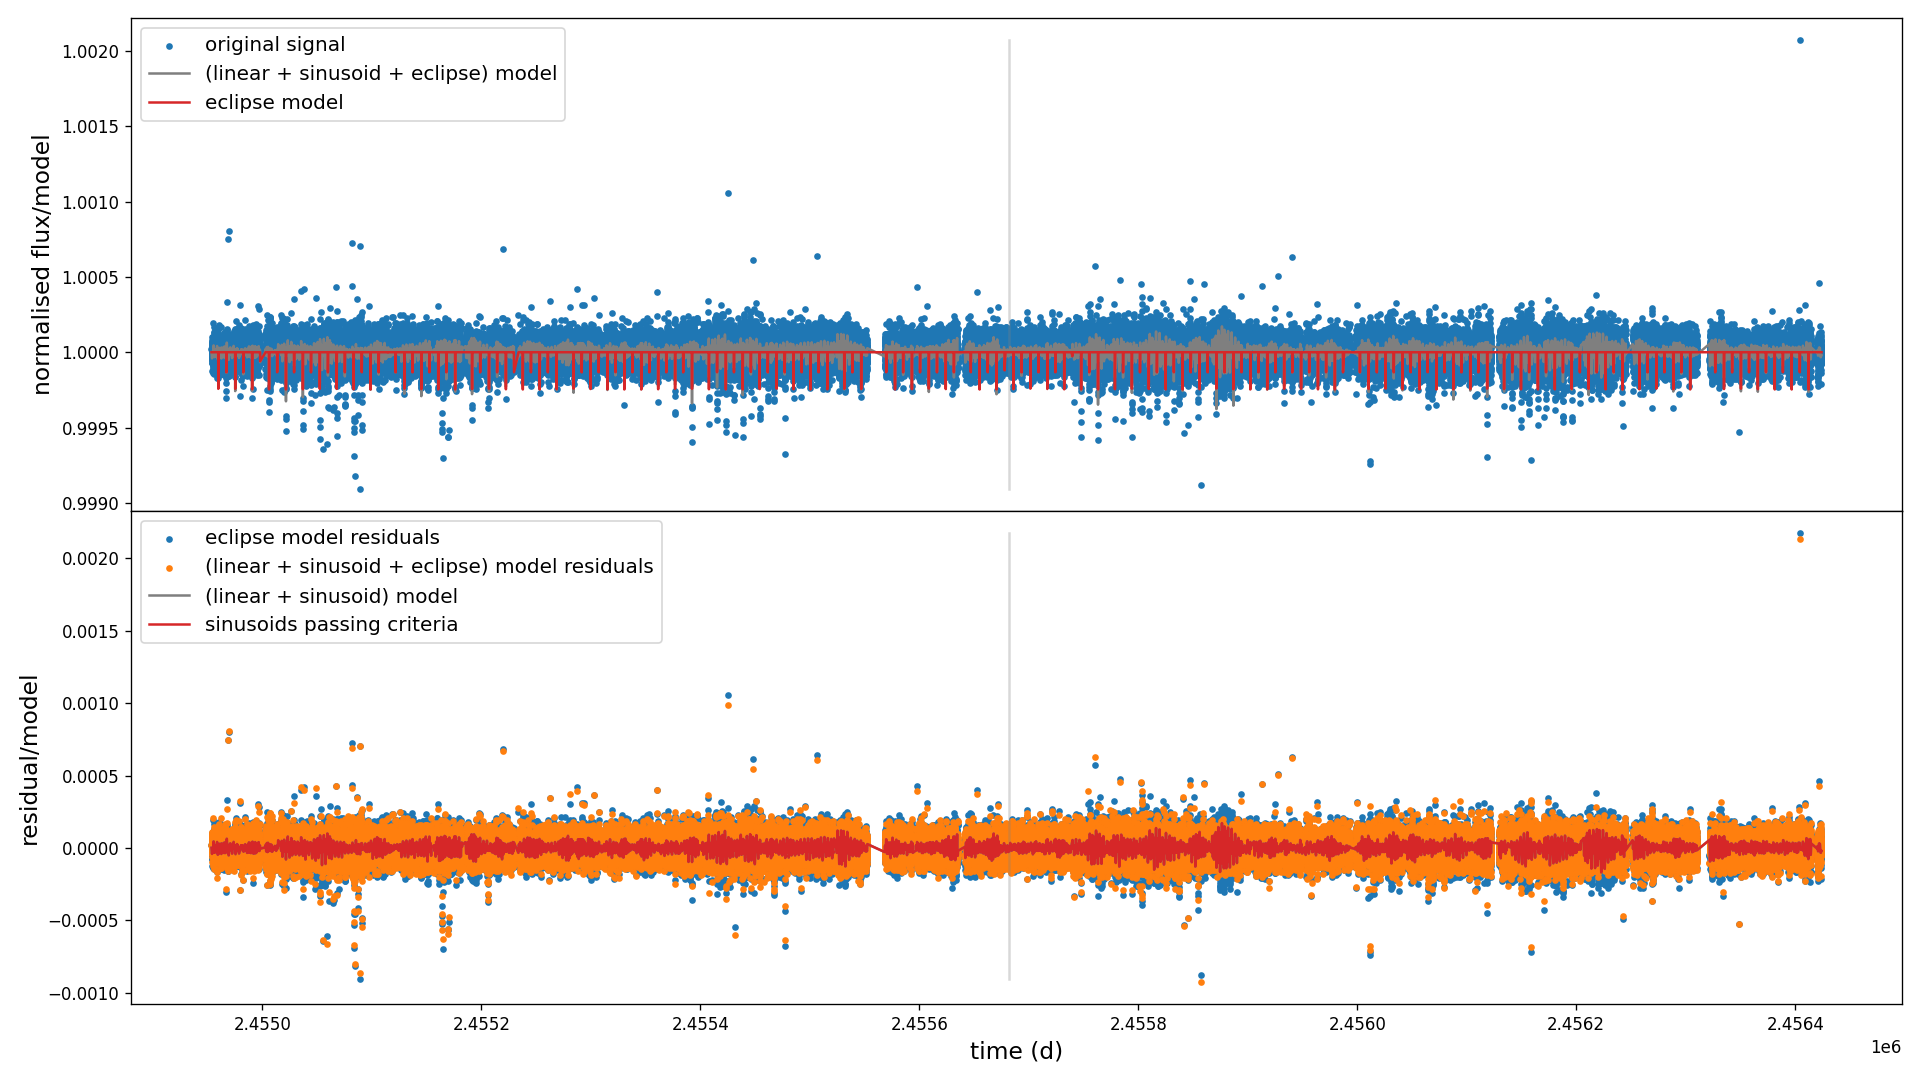 original signal
(linear + sinusoid + eclipse) model
eclipse model
1.0020
1.0015
1.0010
1.0005
1.0000
0.9995
0.9990
normalised flux/model
eclipse model residuals
(linear + sinusoid + eclipse) model residuals
(linear + sinusoid) model
sinusoids passing criteria
0.0020
0.0015
0.0010
0.0005
0.0000
−0.0005
−0.0010
residual/model
2.4550 2.4552 2.4554 2.4556 2.4558 2.4560 2.4562 2.4564
1e6
time (d)